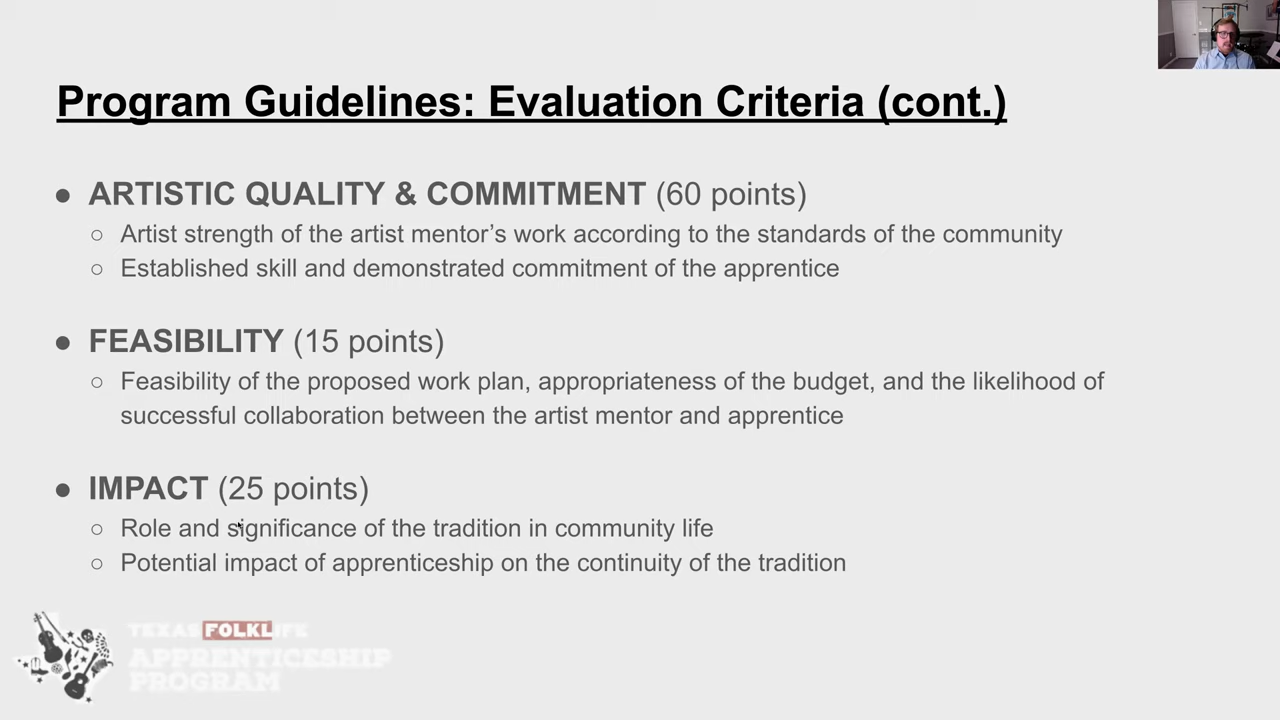 Program Guidelines: Evaluation Criteria (cont.)
● ARTISTIC QUALITY & COMMITMENT (60 points)
○ Artist strength of the artist mentor’s work according to the standards of the community
○ Established skill and demonstrated commitment of the apprentice
● FEASIBILITY (15 points)
○ Feasibility of the proposed work plan, appropriateness of the budget, and the likelihood of
successful collaboration between the artist mentor and apprentice
● IMPACT (25 points)
○ Role and significance of the tradition in community life
○ Potential impact of apprenticeship on the continuity of the tradition
TEXAS FOLKLIFE
APPRENTICESHIP
PROGRAM